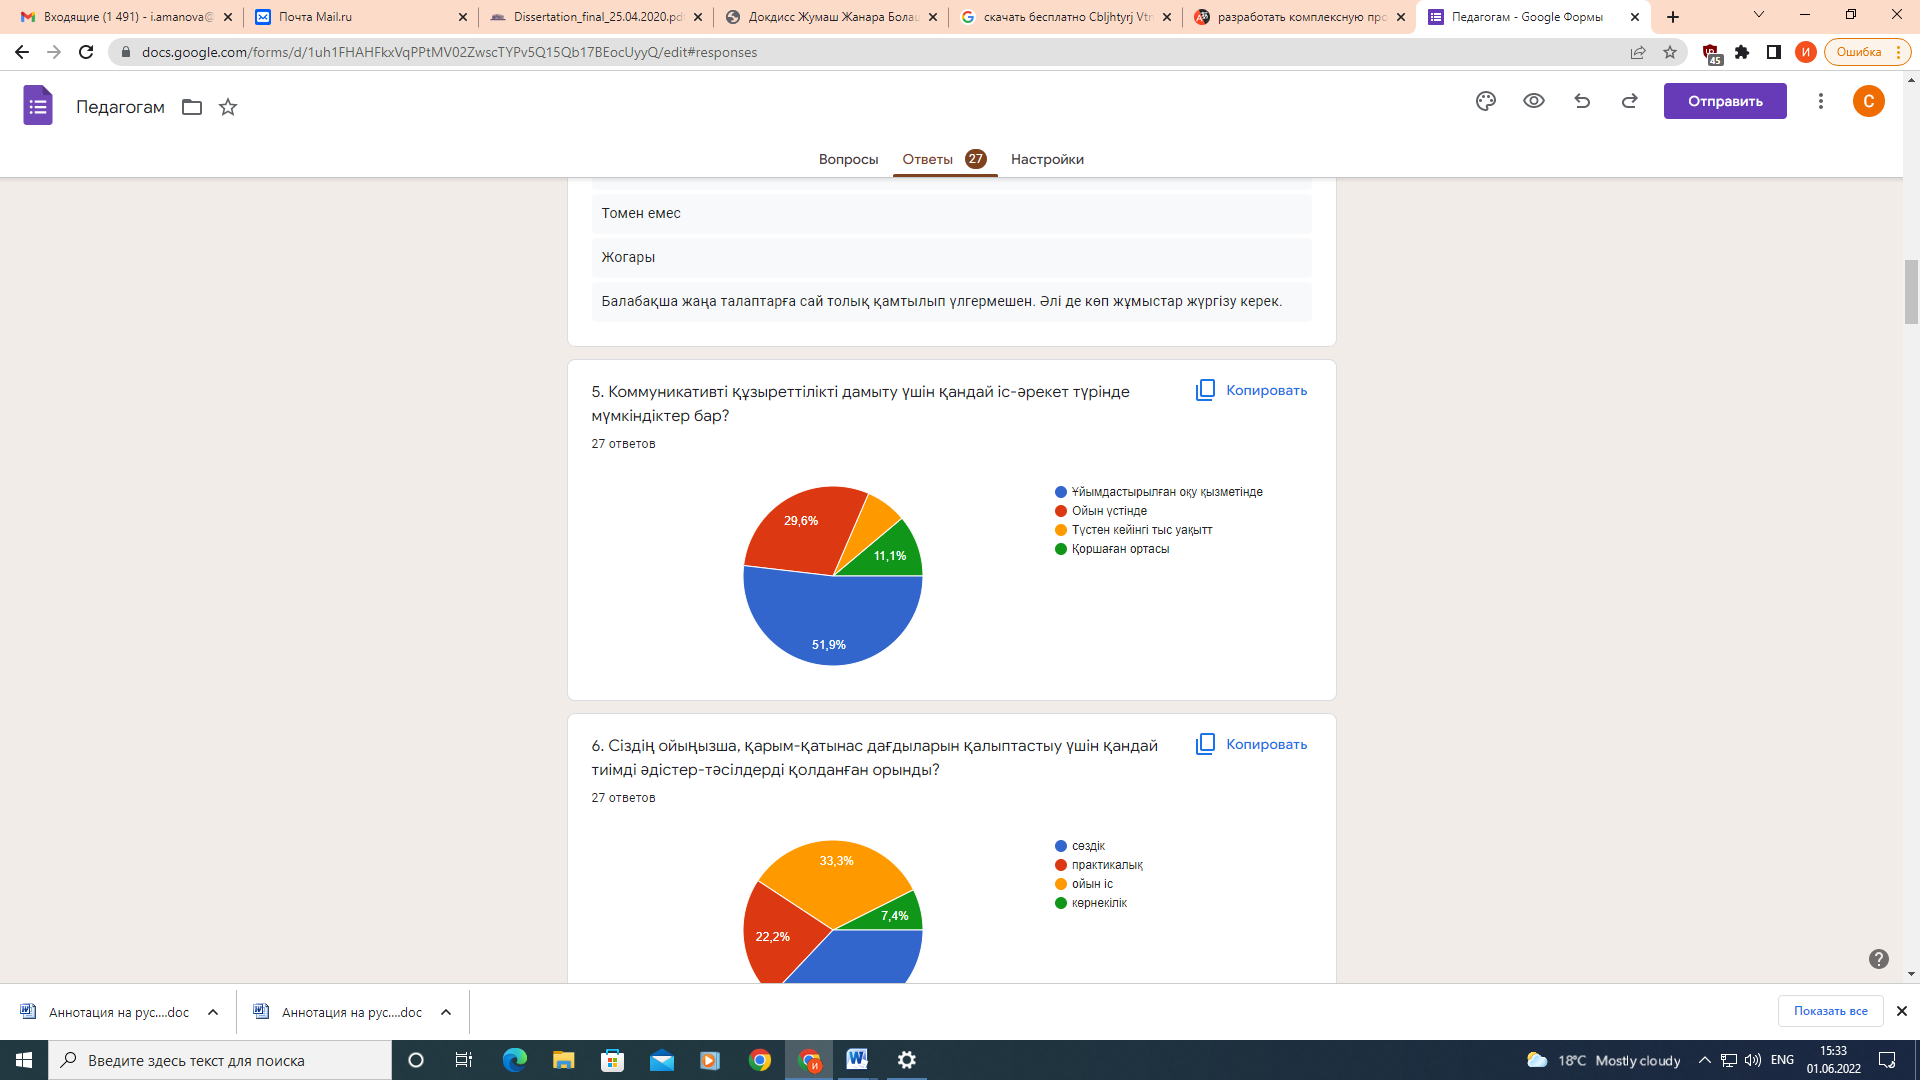 Входящие (1 491) - i.amanova@
Почта Mail.ru
Dissertation_final_25.04.2020.pdf
Докдисс Жумаш Жанара Болаш
скачать бесплатно Cbljhtyrj Vtn
разработать комплексную про
Педагогам - Google Формы
docs.google.com/forms/d/1uh1FHAHFkxVqPPtMV02ZwscTYPv5Q15Qb17BEocUyyQ/edit#responses
45
И
Ошибка
Педагогам
Отправить
С
Вопросы
Ответы 27
Настройки
Томен емес
Жогары
Балабақша жаңа талаптарға сай толық қамтылып үлгермешен. Әлі де көп жұмыстар жүргізу керек.
5. Коммуникативті құзыреттілікті дамыту үшін қандай іс-әрекет түрінде
мүмкіндіктер бар?
Копировать
27 ответов
29,6%
11,1%
51,9%
Ұйымдастырылған оқу қызметінде
Ойын үстінде
Түстен кейінгі тыс уақытт
Қоршаған ортасы
6. Сіздің ойыңызша, қарым-қатынас дағдыларын қалыптастыу үшін қандай
тиімді әдістер-тәсілдерді қолданған орынды?
Копировать
27 ответов
33,3%
7,4%
22,2%
сөздік
практикалық
ойын іс
көрнекілік
Аннотация на рус....doc
Аннотация на рус....doc
Показать все
Введите здесь текст для поиска
18°C Mostly cloudy
ENG
15:33
01.06.2022